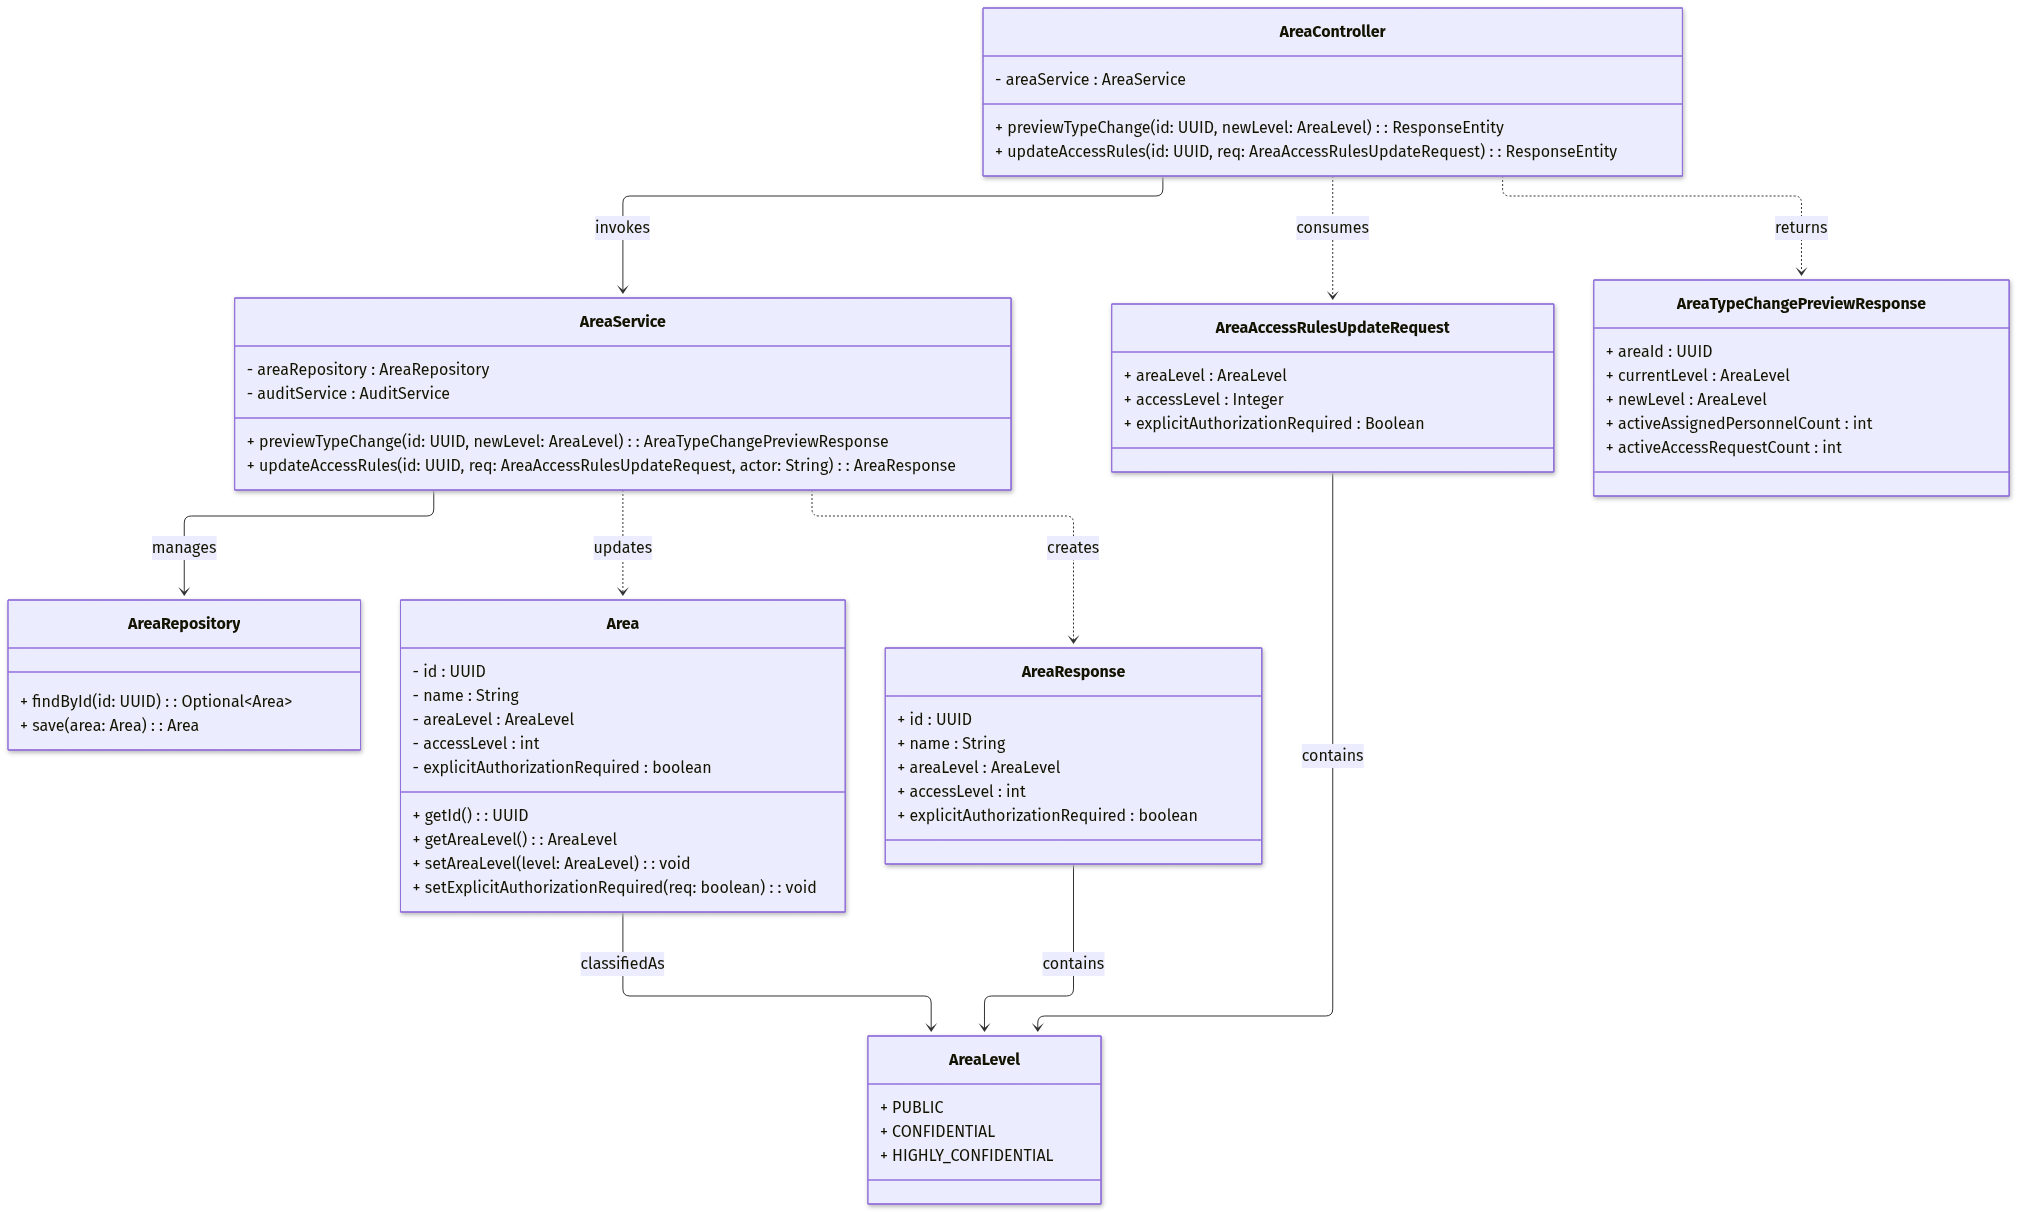 AreaController
- areaService : AreaService
+ previewTypeChange(id: UUID, newLevel: AreaLevel) : : ResponseEntity
+ updateAccessRules(id: UUID, req: AreaAccessRulesUpdateRequest) : : ResponseEntity
invokes
consumes
returns
AreaService
- areaRepository : AreaRepository
- auditService : AuditService
+ previewTypeChange(id: UUID, newLevel: AreaLevel) : : AreaTypeChangePreviewResponse
+ updateAccessRules(id: UUID, req: AreaAccessRulesUpdateRequest, actor: String) : : AreaResponse
AreaAccessRulesUpdateRequest
+ areaLevel : AreaLevel
+ accessLevel : Integer
+ explicitAuthorizationRequired : Boolean
AreaTypeChangePreviewResponse
+ areaId : UUID
+ currentLevel : AreaLevel
+ newLevel : AreaLevel
+ activeAssignedPersonnelCount : int
+ activeAccessRequestCount : int
manages
updates
creates
AreaRepository
+ findById(id: UUID) : : Optional<Area>
+ save(area: Area) : : Area
Area
- id : UUID
- name : String
- areaLevel : AreaLevel
- accessLevel : int
- explicitAuthorizationRequired : boolean
+ getId() : : UUID
+ getAreaLevel() : : AreaLevel
+ setAreaLevel(level: AreaLevel) : : void
+ setExplicitAuthorizationRequired(req: boolean) : : void
AreaResponse
+ id : UUID
+ name : String
+ areaLevel : AreaLevel
+ accessLevel : int
+ explicitAuthorizationRequired : boolean
contains
classifiedAs
contains
AreaLevel
+ PUBLIC
+ CONFIDENTIAL
+ HIGHLY_CONFIDENTIAL